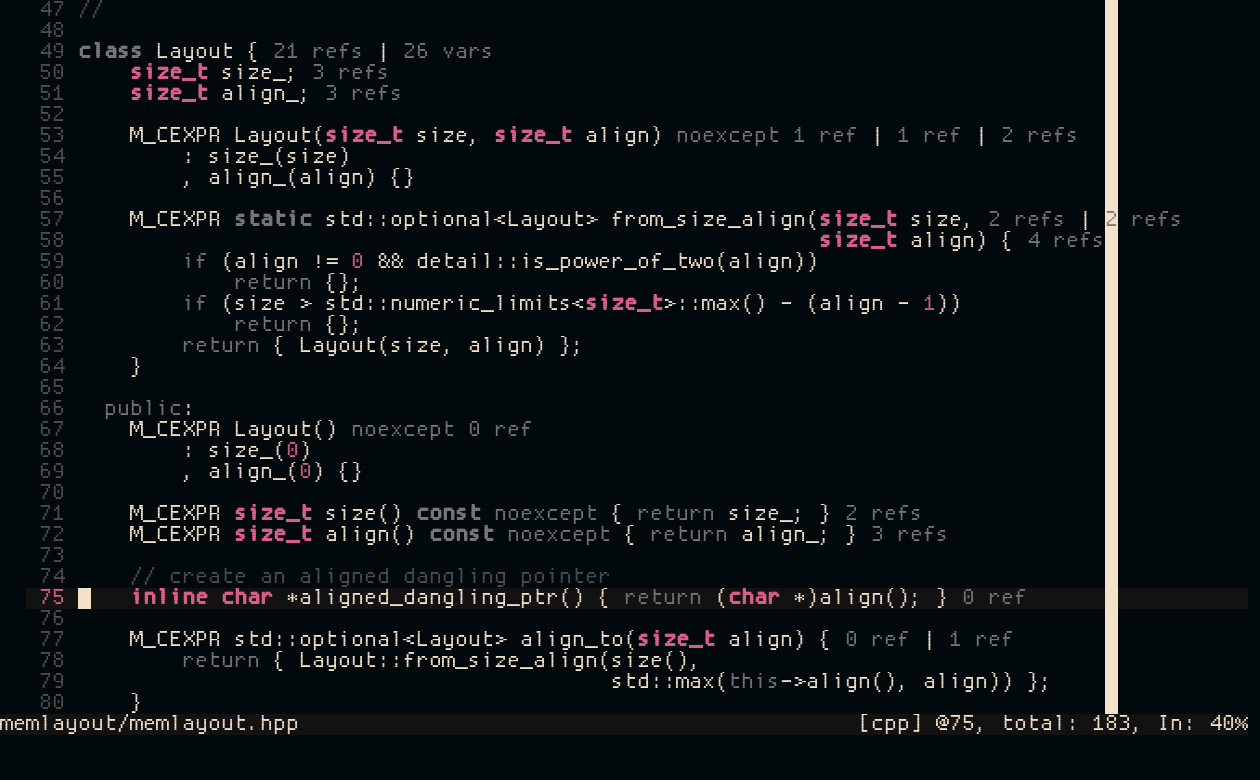 47 //
48
49 class Layout { 21 refs | 26 vars
50     size_t size_; 3 refs
51     size_t align_; 3 refs
52
53     M_CEXPR Layout(size_t size, size_t align) noexcept 1 ref | 1 ref | 2 refs
54         : size_(size)
55         , align_(align) {}
56
57     M_CEXPR static std::optional<Layout> from_size_align(size_t size, 2 refs | 2 refs
58                                                          size_t align) { 4 refs
59         if (align != 0 && detail::is_power_of_two(align))
60             return {};
61         if (size > std::numeric_limits<size_t>::max() - (align - 1))
62             return {};
63         return { Layout(size, align) };
64     }
65
66   public:
67     M_CEXPR Layout() noexcept 0 ref
68         : size_(0)
69         , align_(0) {}
70
71     M_CEXPR size_t size() const noexcept { return size_; } 2 refs
72     M_CEXPR size_t align() const noexcept { return align_; } 3 refs
73
74     // create an aligned dangling pointer
75     inline char *aligned_dangling_ptr() { return (char *)align(); } 0 ref
76
77     M_CEXPR std::optional<Layout> align_to(size_t align) { 0 ref | 1 ref
78         return { Layout::from_size_align(size(),
79                                          std::max(this->align(), align)) };
80     }
memlayout/memlayout.hpp [cpp] @75, total: 183, In: 40%